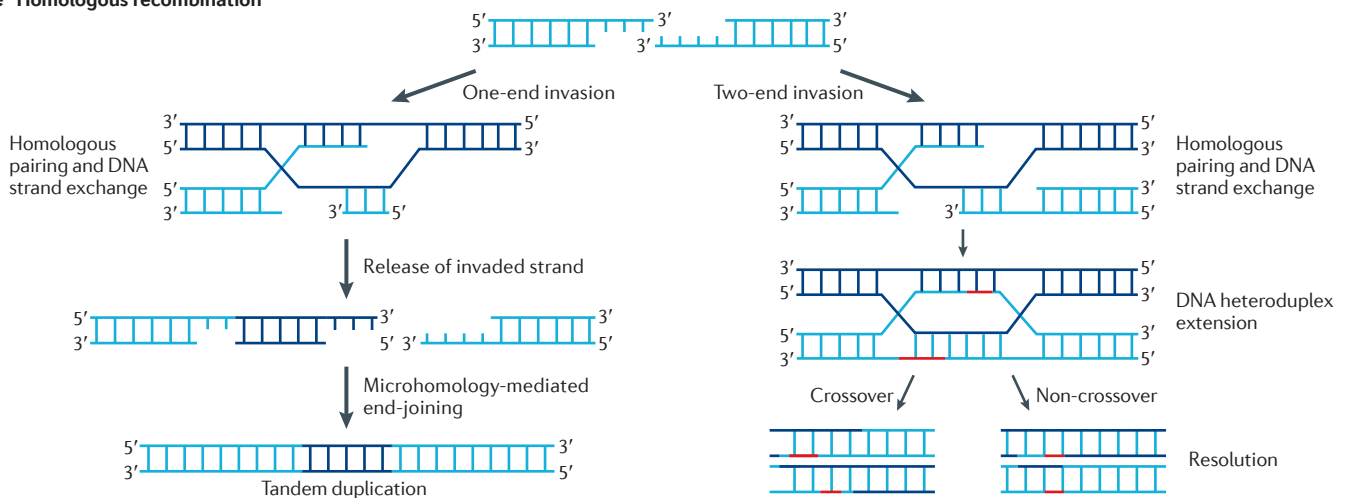 Homologous recombination
5′ 3′ 3′
3′ 3′ 5′
One-end invasion
Two-end invasion
3′ 5′
5′ 3′
5′
3′ 3′ 5′
Homologous
pairing and DNA
strand exchange
3′
5′
5′ 3′
3′ 3′ 5′
Homologous
pairing and DNA
strand exchange
Release of invaded strand
5′ 3′ 3′
3′ 5′ 3′ 5′
Microhomology-mediated
end-joining
5′ 3′
3′ 5′
Tandem duplication
3′ 5′
5′ 3′
5′ 3′
3′ 5′
DNA heteroduplex
extension
Crossover
Non-crossover
Resolution